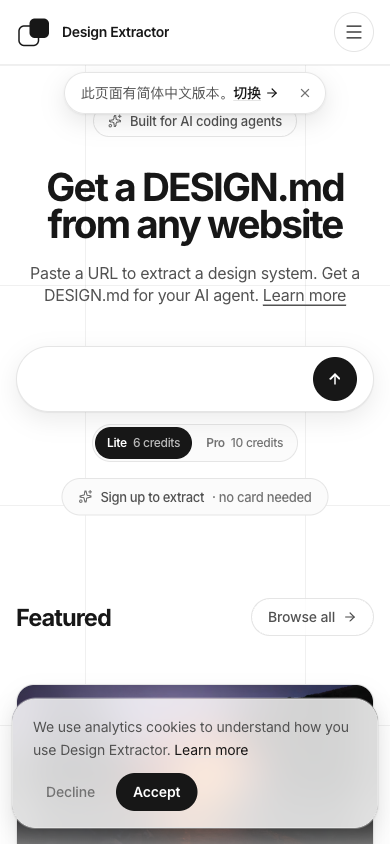 Design Extractor
此页面有简体中文版本。切换 →
Built for AI coding agents
Get a DESIGN.md
from any website
Paste a URL to extract a design system. Get a
DESIGN.md for your AI agent. Learn more
Lite 6 credits Pro 10 credits
Sign up to extract · no card needed
Featured
Browse all →
We use analytics cookies to understand how you
use Design Extractor. Learn more
Decline Accept